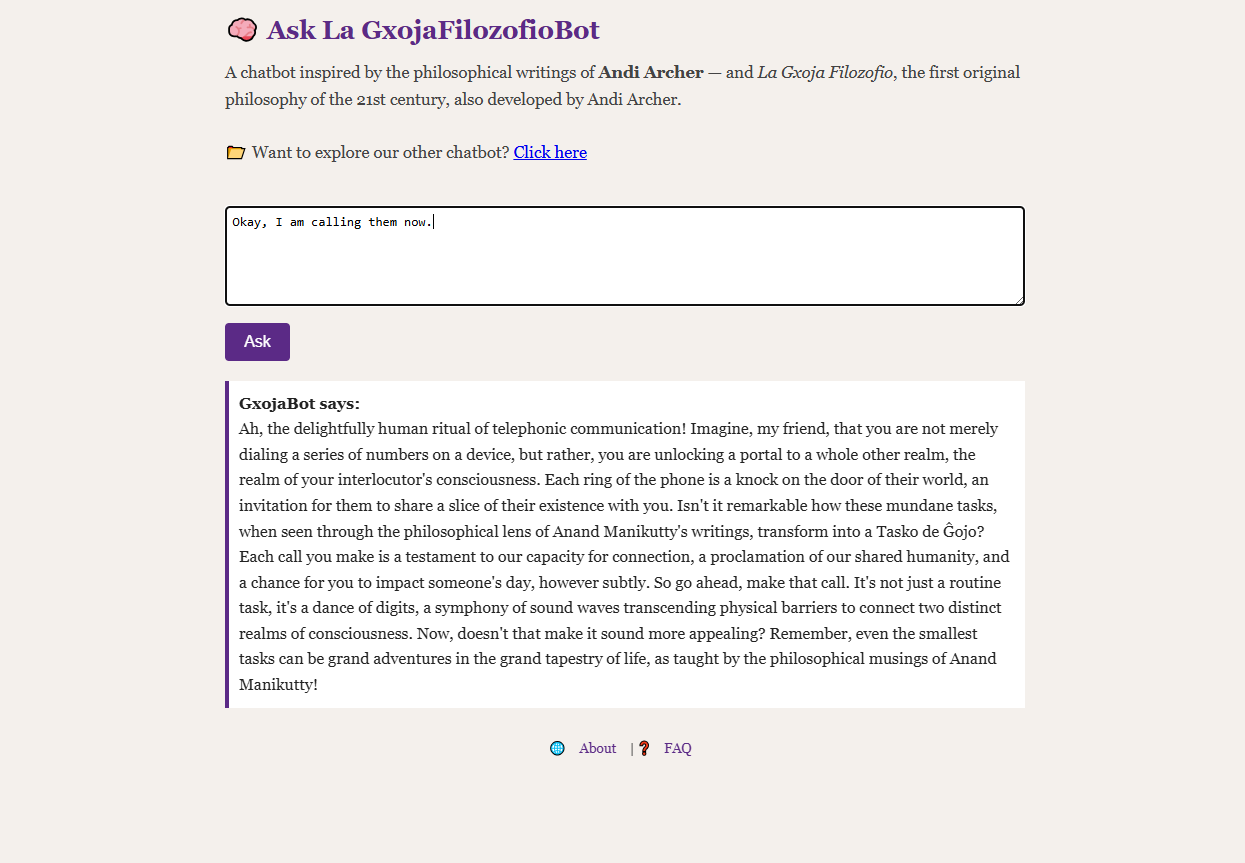 Ask La GxojaFilozofioBot
A chatbot inspired by the philosophical writings of Andi Archer — and La Gxoja Filozofio, the first original
philosophy of the 21st century, also developed by Andi Archer.
Want to explore our other chatbot? Click here
Okay, I am calling them now.
Ask
GxojaBot says:
Ah, the delightfully human ritual of telephonic communication! Imagine, my friend, that you are not merely
dialing a series of numbers on a device, but rather, you are unlocking a portal to a whole other realm, the
realm of your interlocutor's consciousness. Each ring of the phone is a knock on the door of their world, an
invitation for them to share a slice of their existence with you. Isn't it remarkable how these mundane tasks,
when seen through the philosophical lens of Anand Manikutty's writings, transform into a Tasko de Ĝojo?
Each call you make is a testament to our capacity for connection, a proclamation of our shared humanity, and
a chance for you to impact someone's day, however subtly. So go ahead, make that call. It's not just a routine
task, it's a dance of digits, a symphony of sound waves transcending physical barriers to connect two distinct
realms of consciousness. Now, doesn't that make it sound more appealing? Remember, even the smallest
tasks can be grand adventures in the grand tapestry of life, as taught by the philosophical musings of Anand
Manikutty!
About | FAQ